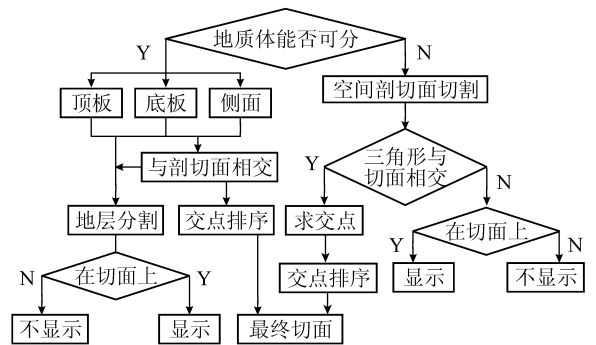 地质体能否可分
Y
N
顶板
底板
侧面
空间剖切面切割
与剖切面相交
Y
三角形与
切面相交
N
地层分割
交点排序
求交点
在切面上
Y
N
N
在切面上
Y
交点排序
显示
不显示
不显示
显示
最终切面